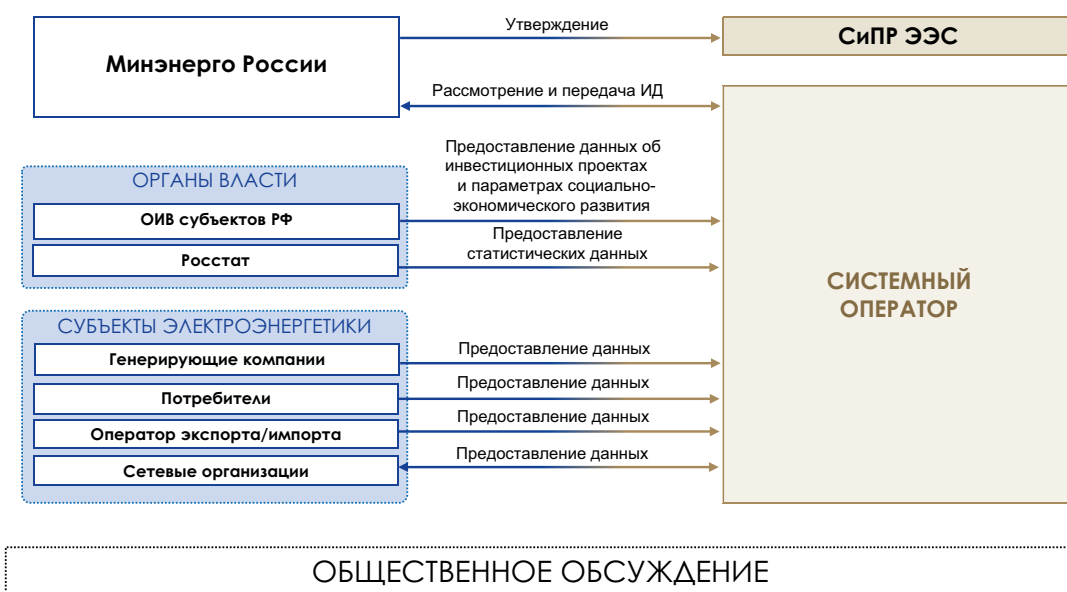 Утверждение
СиПР ЭЭС
Минэнерго России
Рассмотрение и передача ИД
Предоставление данных об
инвестиционных проектах
и параметрах социально-
экономического развития
ОРГАНЫ ВЛАСТИ
ОИВ субъектов РФ
Предоставление
статистических данных
Росстат
СИСТЕМНЫЙ
ОПЕРАТОР
СУБЪЕКТЫ ЭЛЕКТРОЭНЕРГЕТИКИ
Генерирующие компании
Предоставление данных
Потребители
Предоставление данных
Оператор экспорта/импорта
Предоставление данных
Сетевые организации
Предоставление данных
ОБЩЕСТВЕННОЕ ОБСУЖДЕНИЕ